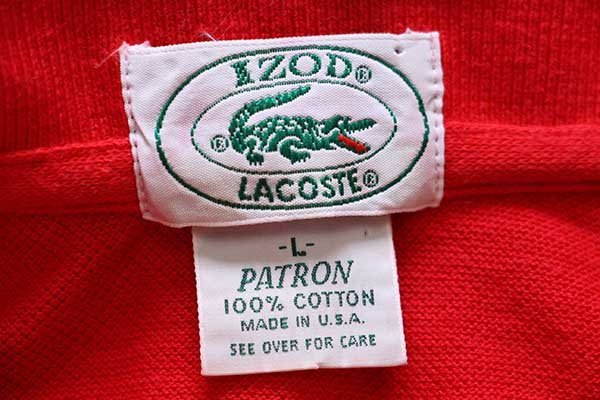 IZOD®
®
LACOSTE®
-L-
PATRON
100% COTTON
MADE IN U.S.A.
SEE OVER FOR CARE